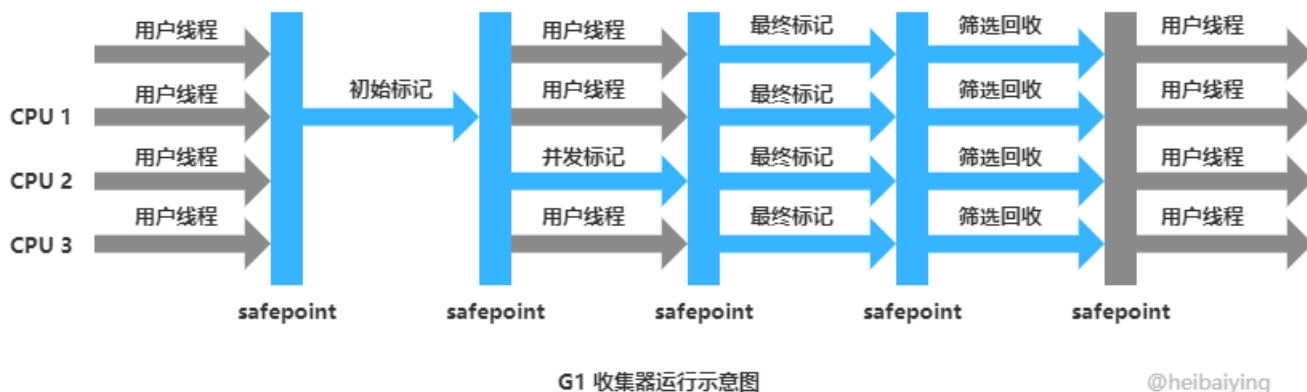 用户线程 用户线程 最终标记 筛选回收 用户线程
CPU 1 用户线程 初始标记 用户线程 最终标记 筛选回收 用户线程
CPU 2 用户线程 并发标记 最终标记 筛选回收 用户线程
CPU 3 用户线程 用户线程 最终标记 筛选回收 用户线程
safepoint safepoint safepoint safepoint safepoint
G1 收集器运行示意图 @heibaiying